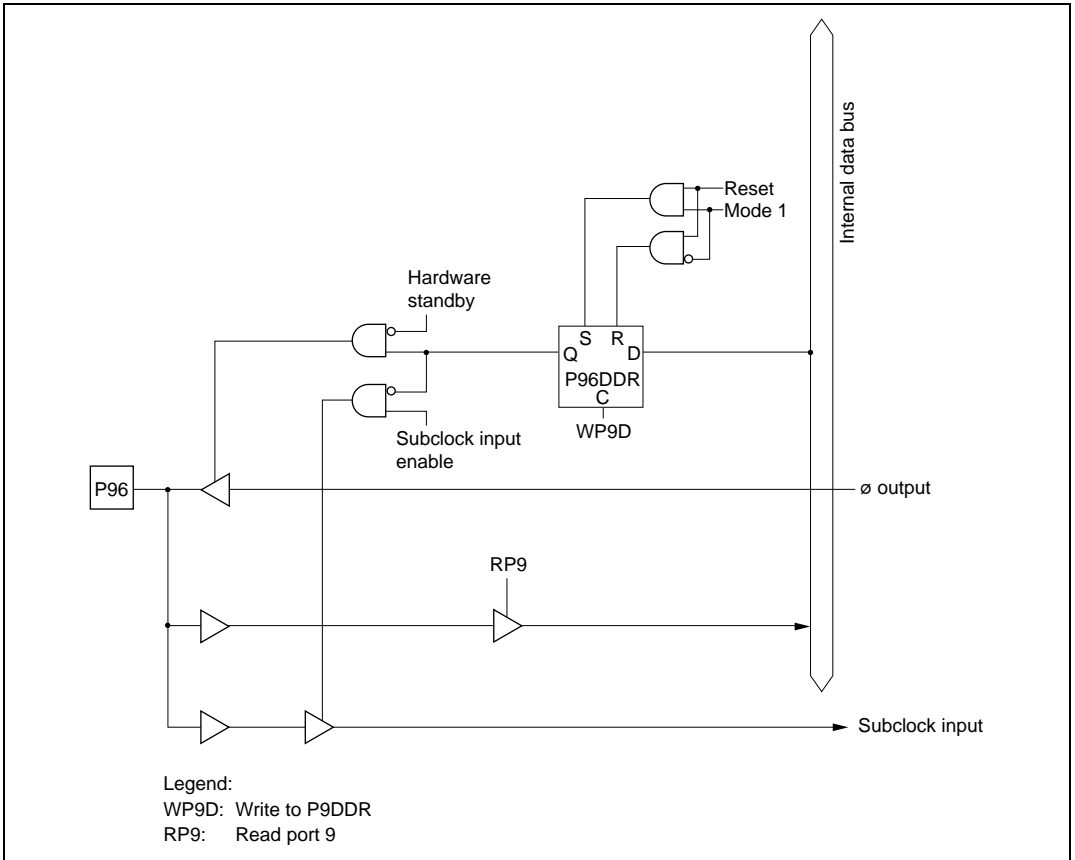 Internal data bus
Reset
Mode 1
Hardware
standby
S R
Q D
P96DDR
C
WP9D
Subclock input
enable
P96
ø output
RP9
Subclock input
Legend:
WP9D: Write to P9DDR
RP9: Read port 9